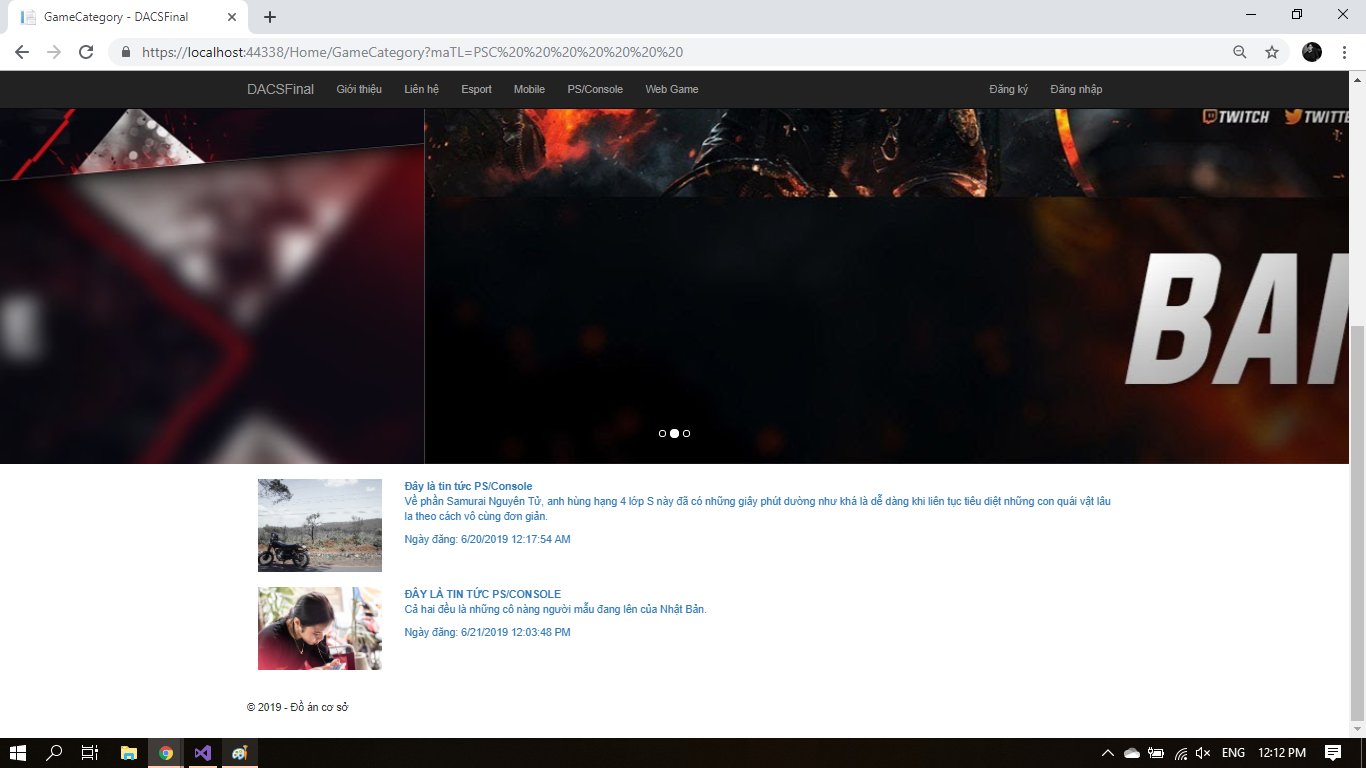 GameCategory - DACSFinal
https://localhost:44338/Home/GameCategory?maTL=PSC%20%20%20%20%20%20%20
DACSFinal Giới thiệu Liên hệ Esport Mobile PS/Console Web Game Đăng ký Đăng nhập
TWITCH TWITTE
BAI
Đây là tin tức PS/Console
Về phần Samurai Nguyên Tử, anh hùng hạng 4 lớp S này đã có những giây phút dường như khá là dễ dàng khi liên tục tiêu diệt những con quái vật lâu
la theo cách vô cùng đơn giản.
Ngày đăng: 6/20/2019 12:17:54 AM
ĐÂY LÀ TIN TỨC PS/CONSOLE
Cả hai đều là những cô nàng người mẫu đang lên của Nhật Bản.
Ngày đăng: 6/21/2019 12:03:48 PM
© 2019 - Đồ án cơ sở
ENG 12:12 PM